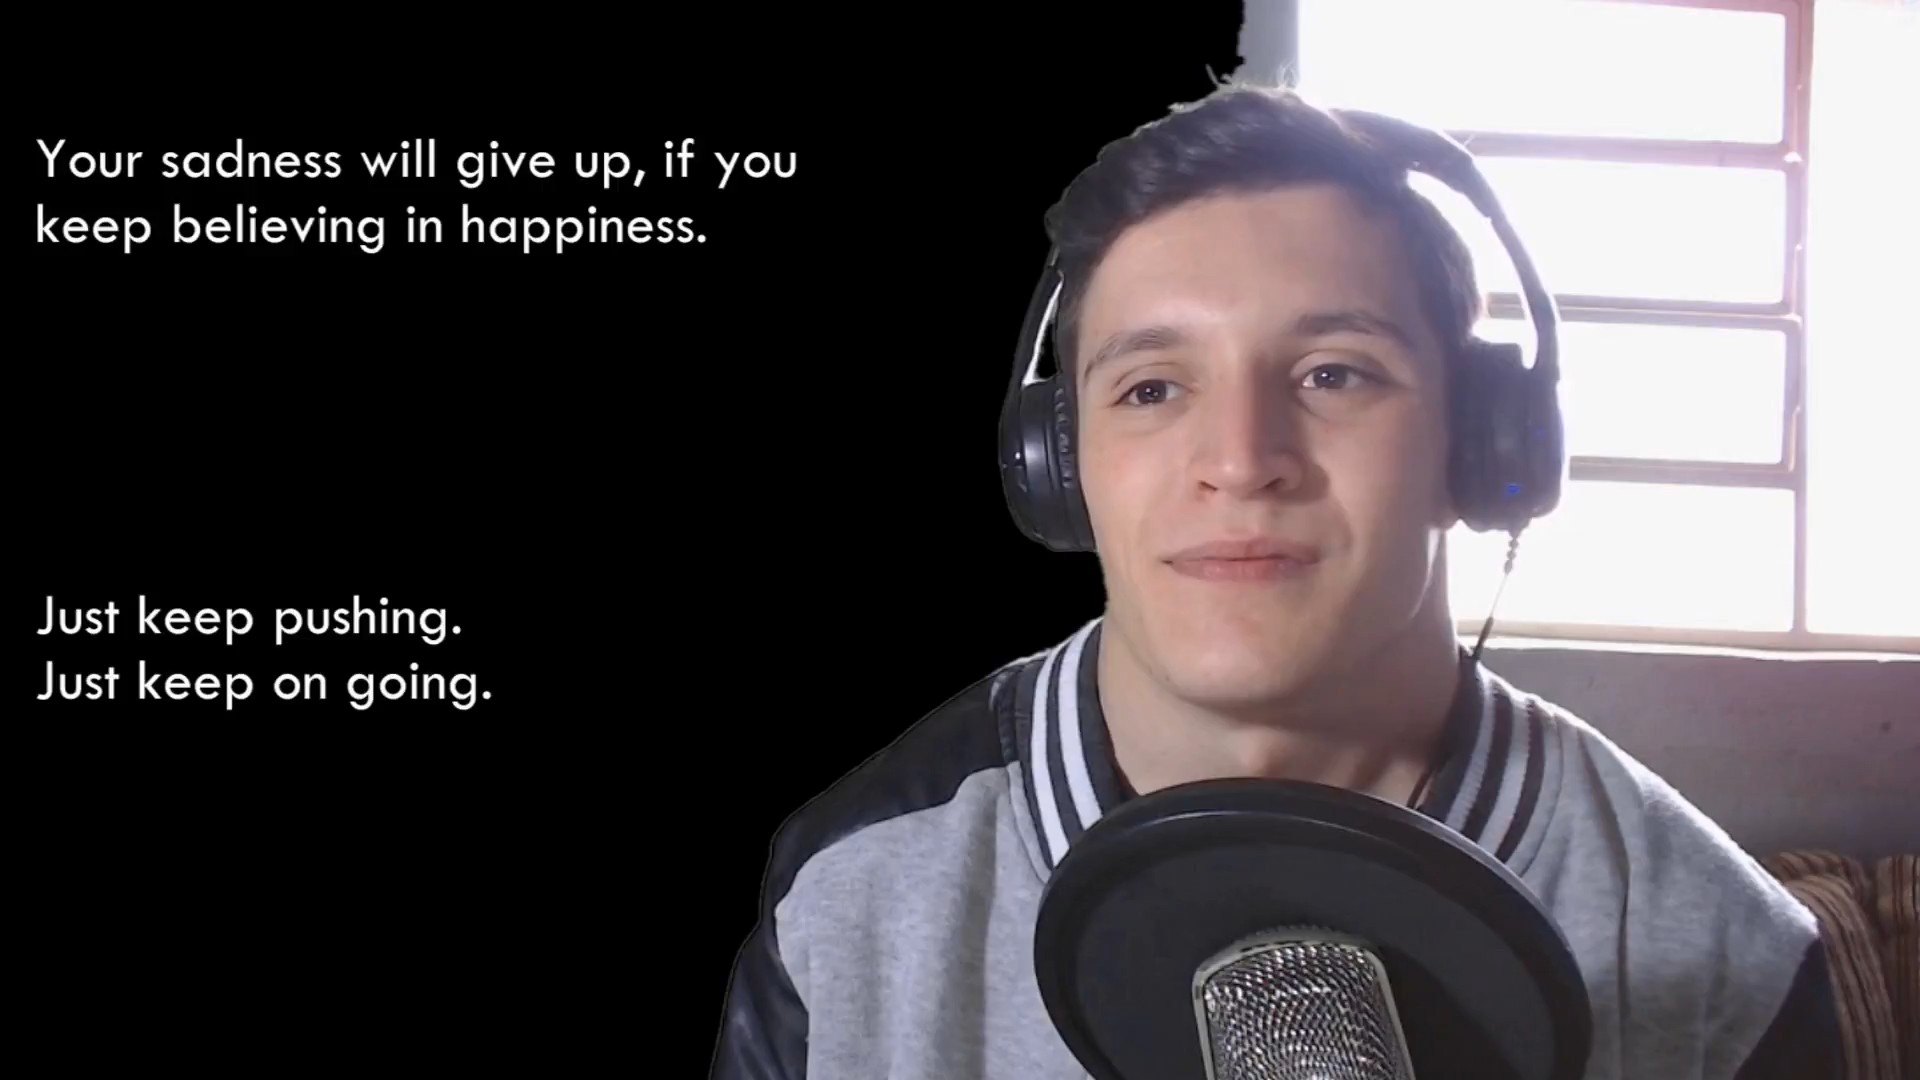 Your sadness will give up, if you
keep believing in happiness.
Just keep pushing.
Just keep on going.